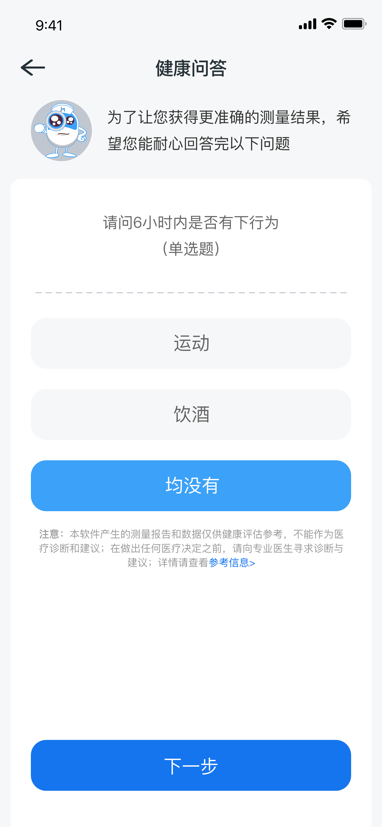 9:41
健康问答
为了让您获得更准确的测量结果，希
望您能耐心回答完以下问题
请问6小时内是否有下行为
（单选题）
运动
饮酒
均没有
注意：本软件产生的测量报告和数据仅供健康评估参考，不能作为医
疗诊断和建议；在做出任何医疗决定之前，请向专业医生寻求诊断与
建议；详情请查看参考信息>
下一步